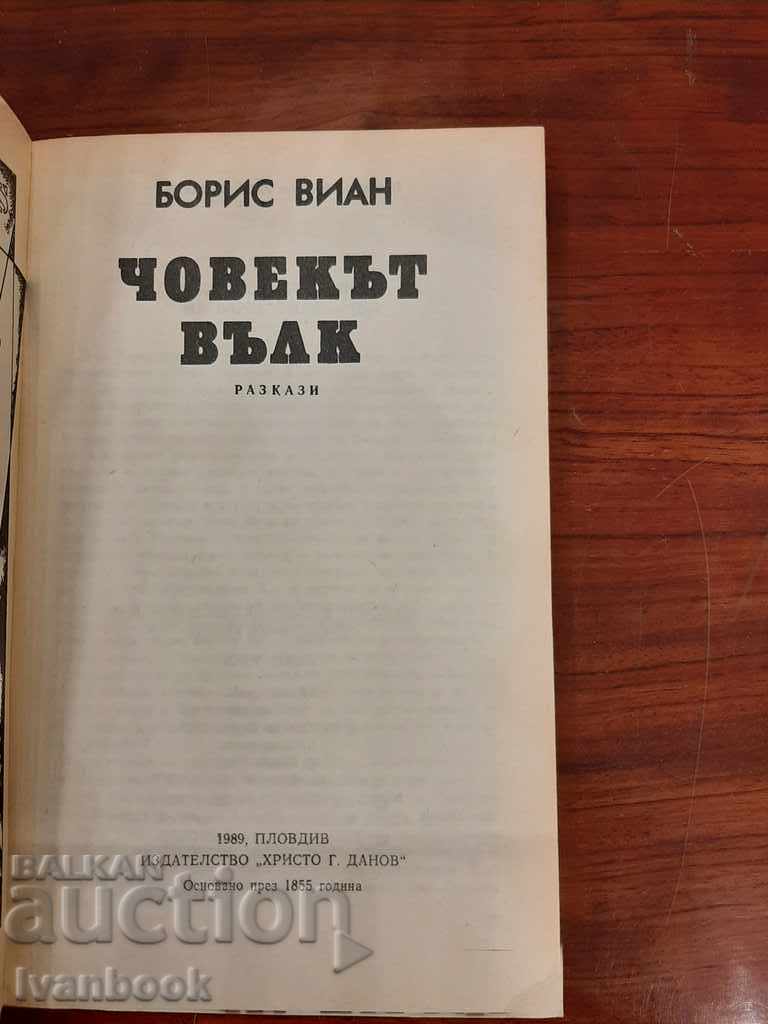 БОРИС ВИАН
ЧОВЕКЪТ
ВЪЛК
РАЗКАЗИ
1989, ПЛОВДИВ
ИЗДАТЕЛСТВО „ХРИСТО Г. ДАНОВ“
Основано през 1855 година
BALKAN
auction
Ivanbook